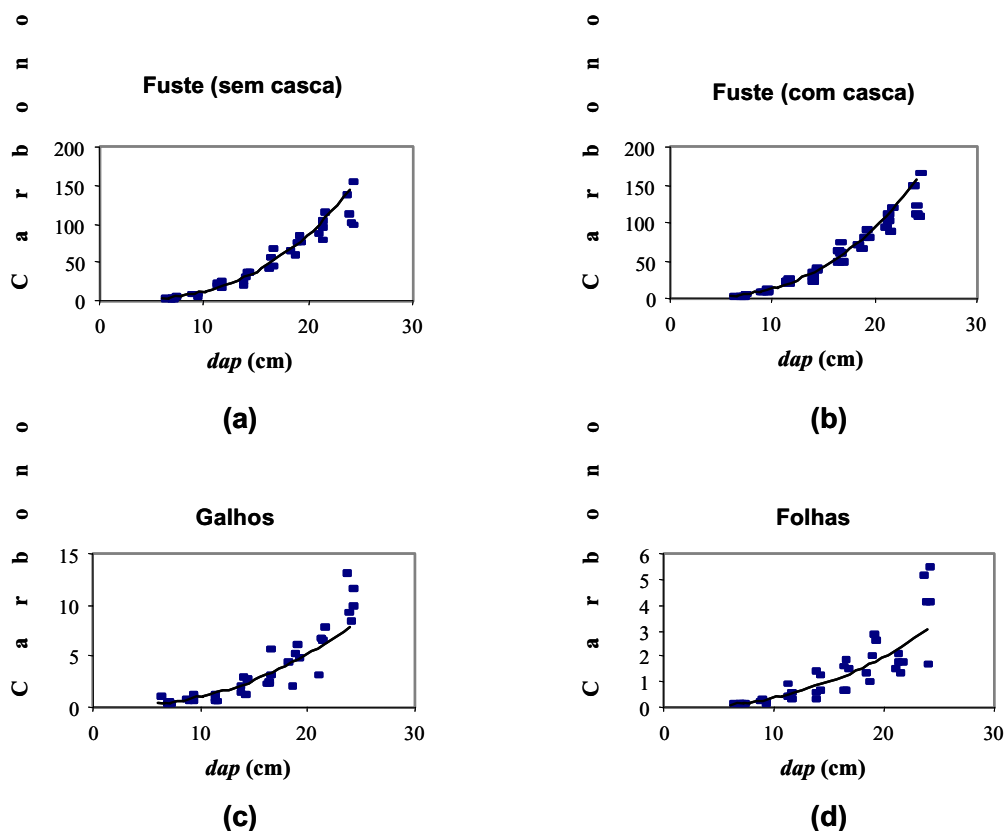 Carbono
Fuste (sem casca)
200
150
100
50
0
0 10 20 30
dap (cm)
(a)
Carbono
Fuste (com casca)
200
150
100
50
0
0 10 20 30
dap (cm)
(b)
Carbono
Galhos
15
10
5
0
0 10 20 30
dap (cm)
(c)
Carbono
Folhas
6
5
4
3
2
1
0
0 10 20 30
dap (cm)
(d)